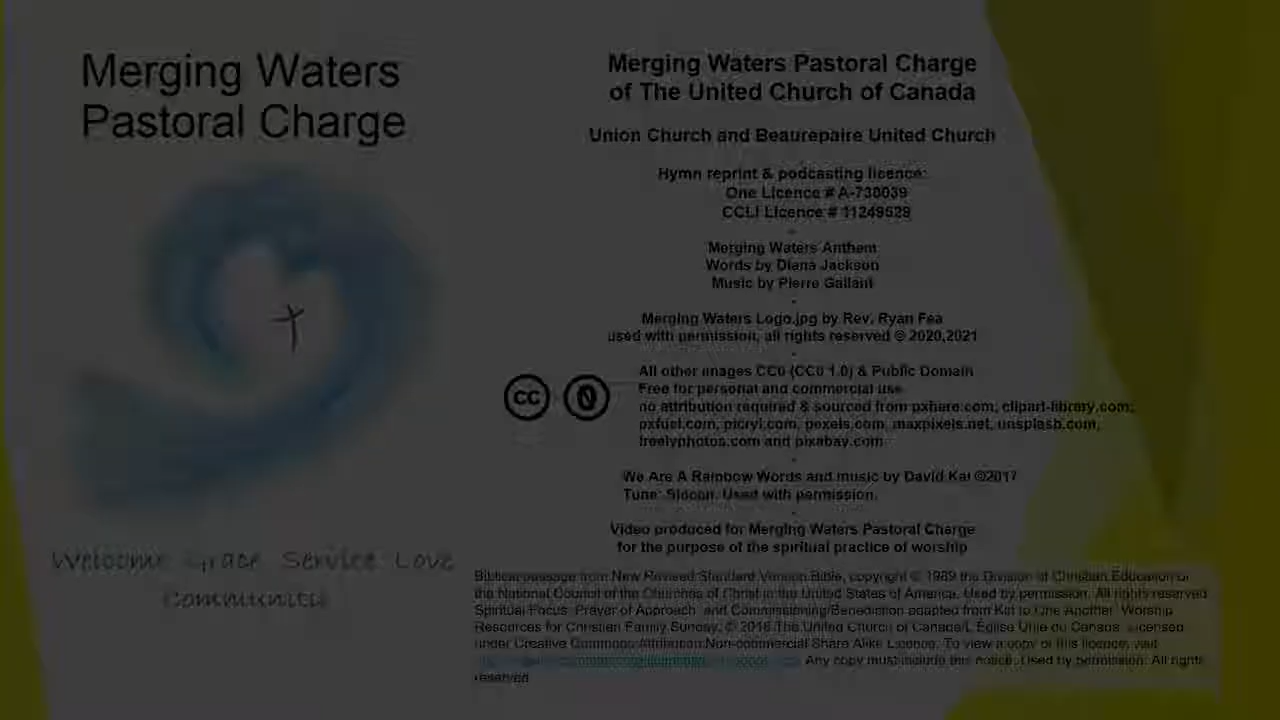 Merging Waters
Pastoral Charge
Welcome Grace Service Love
Community
Merging Waters Pastoral Charge
of The United Church of Canada
Union Church and Beaurepaire United Church
Hymn reprint & podcasting licence:
One Licence # A-730039
CCLI Licence # 11249529
Merging Waters Anthem
Words by Diana Jackson
Music by Pierre Gallant
Merging Waters Logo.jpg by Rev. Ryan Fea
used with permission, all rights reserved © 2020,2021
CC 0
All other images CC0 (CC0 1.0) & Public Domain
Free for personal and commercial use
no attribution required & sourced from pxhere.com, clipart-library.com,
pxfuel.com, picryl.com, pexels.com, maxpixels.net, unsplash.com,
freelyphotos.com and pixabay.com
We Are A Rainbow Words and music by David Kai ©2017
Tune: Slocan. Used with permission.
Video produced for Merging Waters Pastoral Charge
for the purpose of the spiritual practice of worship
Biblical passage from New Revised Standard Version Bible, copyright © 1989 the Division of Christian Education of
the National Council of the Churches of Christ in the United States of America. Used by permission. All rights reserved
Spiritual Focus, Prayer of Approach, and Commissioning/Benediction adapted from Kin to One Another: Worship
Resources for Christian Family Sunday. © 2016 The United Church of Canada/L'Église Unie du Canada. Licensed
under Creative Commons Attribution Non-commercial Share Alike Licence. To view a copy of this licence, visit
Any copy must include this notice. Used by permission. All rights
reserved